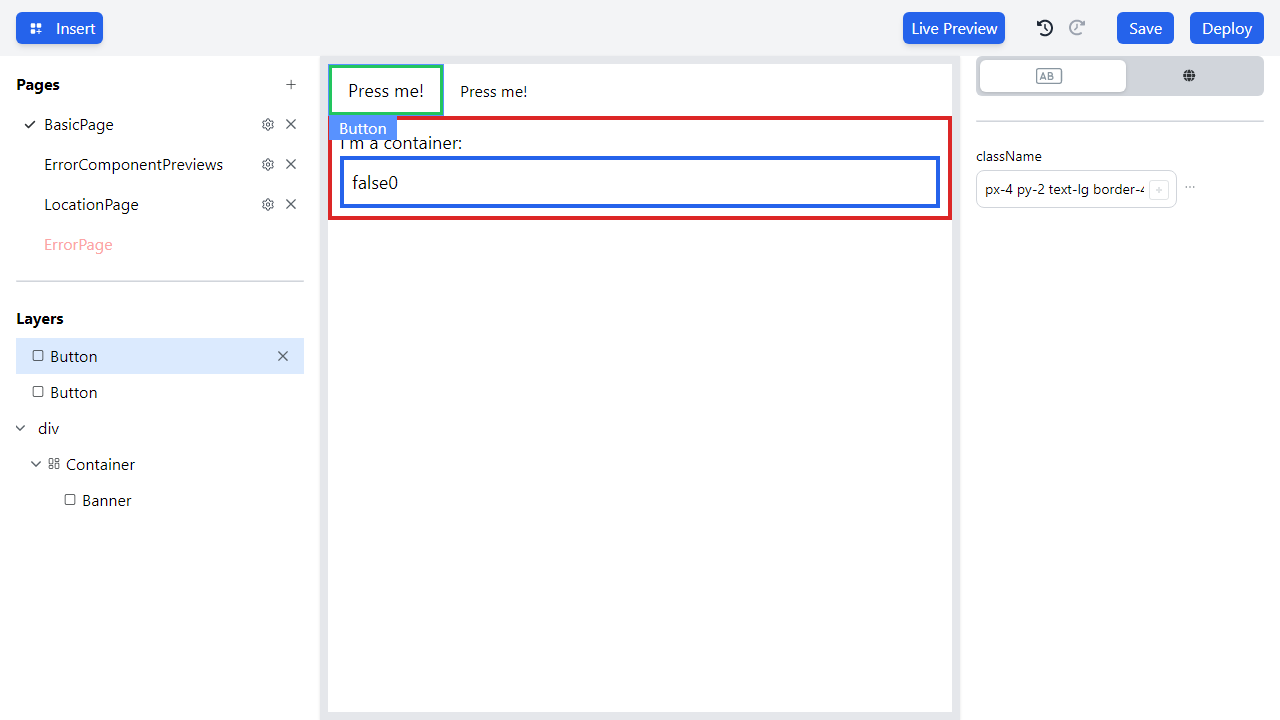 Insert
Live Preview
Save
Deploy
Pages
BasicPage
ErrorComponentPreviews
LocationPage
ErrorPage
Layers
Button
Button
div
Container
Banner
Press me!
Press me!
Button
I'm a container:
false0
AB
className
px-4 py-2 text-lg border-4